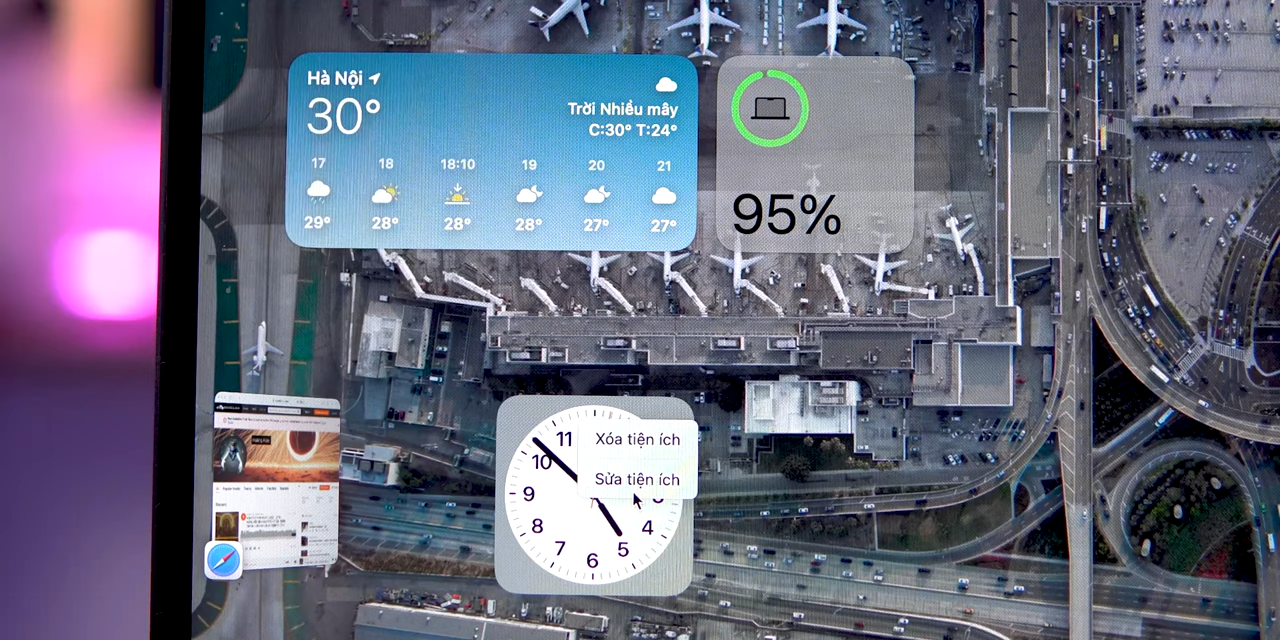 Hà Nội
30°
Trời Nhiều mây
C:30° T:24°
17 18 18:10 19 20 21
29° 28° 28° 28° 27° 27°
95%
Xóa tiện ích
Sửa tiện ích
11
10
9
8
7
6
5
4